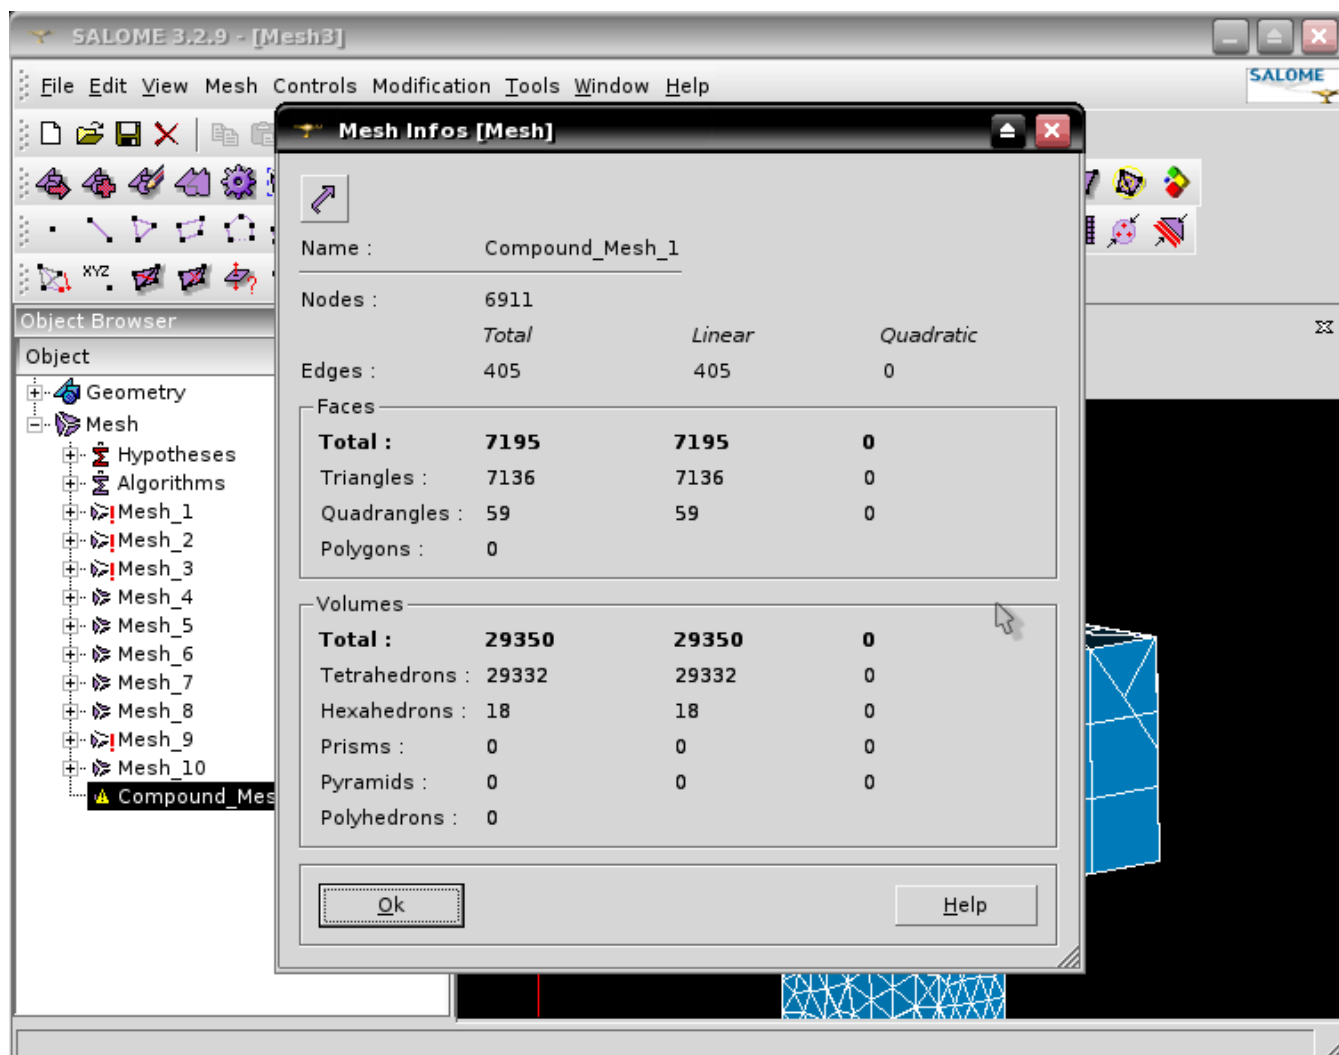 SALOME 3.2.9 - [Mesh3]
File Edit View Mesh Controls Modification Tools Window Help
SALOME
Mesh Infos [Mesh]
Name : Compound_Mesh_1
XYZ
Nodes : 6911
Object Browser
Total Linear Quadratic
Object
Edges : 405 405 0
Geometry
Mesh
Hypotheses
Algorithms
Mesh_1
Mesh_2
Mesh_3
Mesh_4
Mesh_5
Mesh_6
Mesh_7
Mesh_8
Mesh_9
Mesh_10
Compound_Mes
Faces
Total : 7195 7195 0
Triangles : 7136 7136 0
Quadrangles : 59 59 0
Polygons : 0
Volumes
Total : 29350 29350 0
Tetrahedrons : 29332 29332 0
Hexahedrons : 18 18 0
Prisms : 0 0 0
Pyramids : 0 0 0
Polyhedrons : 0
Ok Help